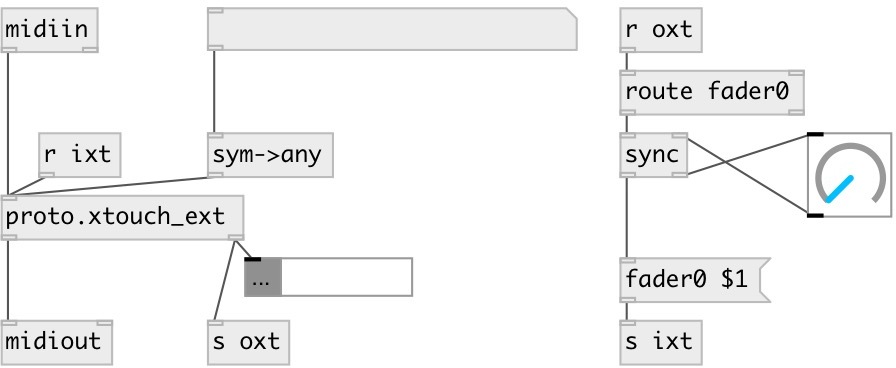 midiin
r oxt
route fader0
r ixt
sym->any
sync
proto.xtouch_ext
...
fader0 $1
midiout
s oxt
s ixt